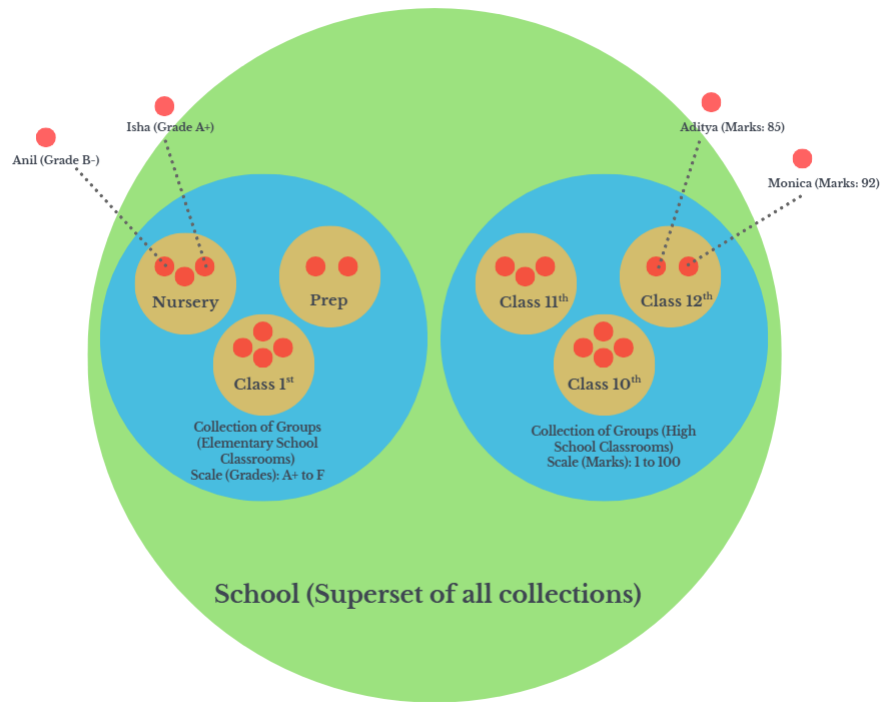 Isha (Grade A+)
Anil (Grade B-)
Aditya (Marks: 85)
Monica (Marks: 92)
Nursery
Prep
Class 1st
Collection of Groups
(Elementary School
Classrooms)
Scale (Grades): A+ to F
Class 11th
Class 12th
Class 10th
Collection of Groups (High
School Classrooms)
Scale (Marks): 1 to 100
School (Superset of all collections)